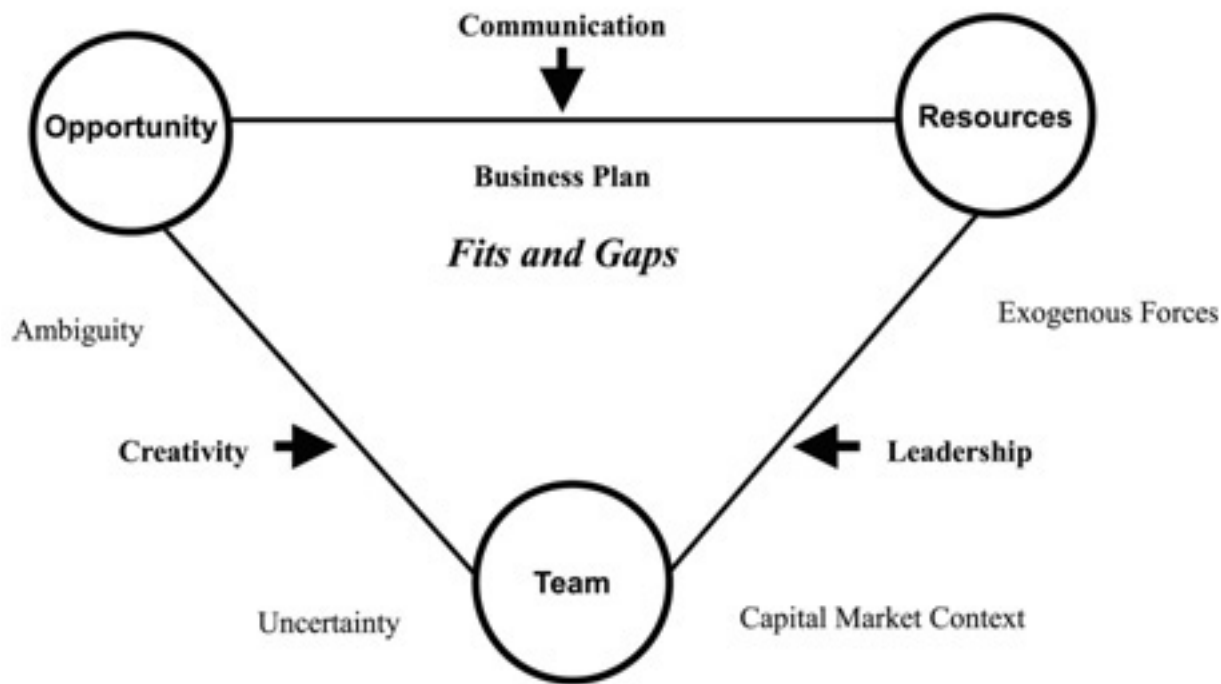 Communication
Opportunity
Resources
Business Plan
Fits and Gaps
Ambiguity
Exogenous Forces
Creativity
Leadership
Team
Uncertainty
Capital Market Context